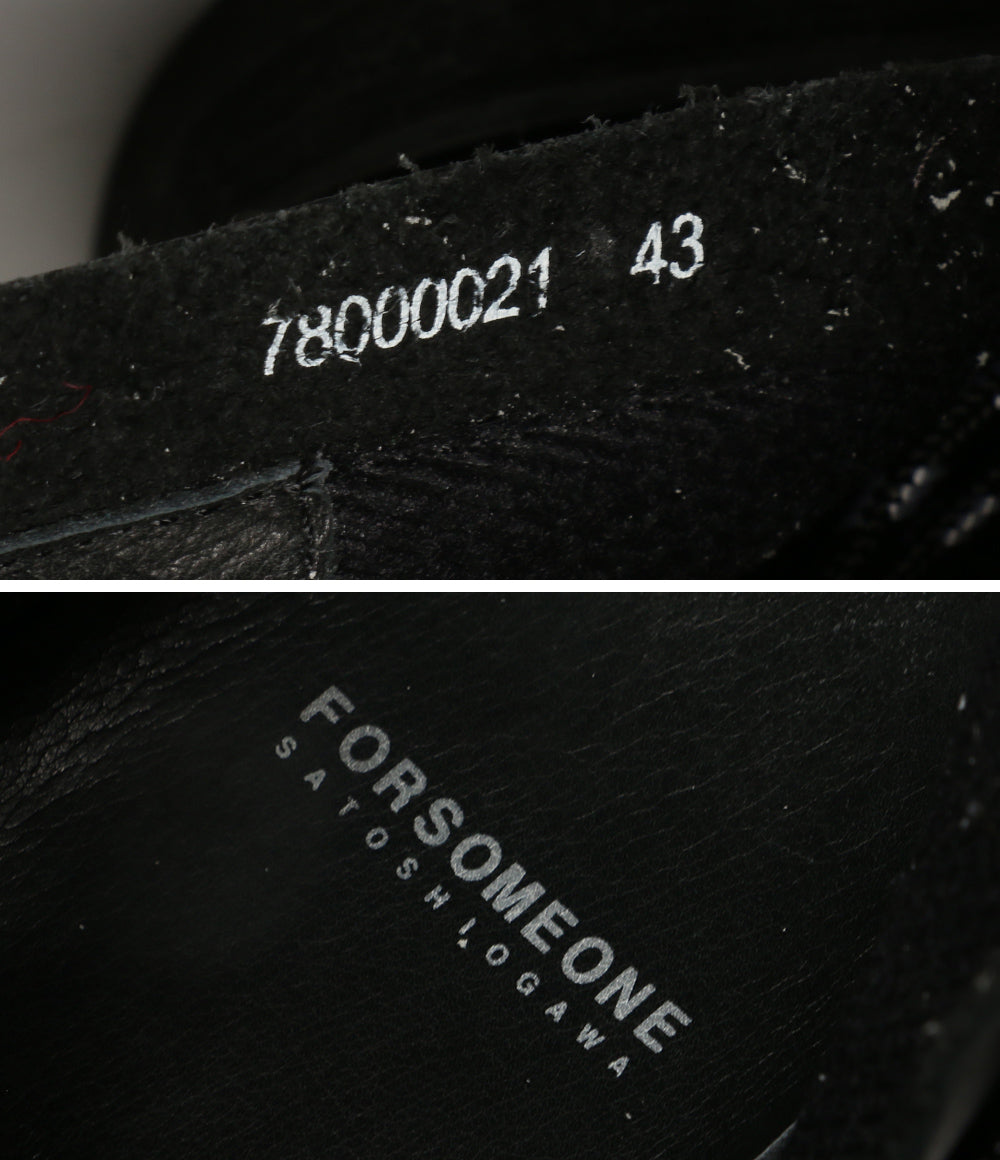 78000021 43
FORSOMEONE
SATOSHI OGAWA